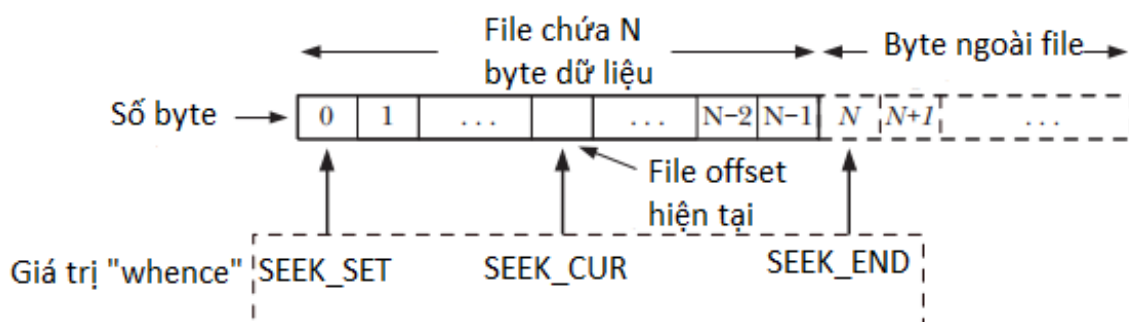 File chứa N
byte dữ liệu
Byte ngoài file
Số byte
0 1 ... ... N-2 N-1 N N+1 ...
File offset
hiện tại
Giá trị "whence" SEEK_SET SEEK_CUR SEEK_END